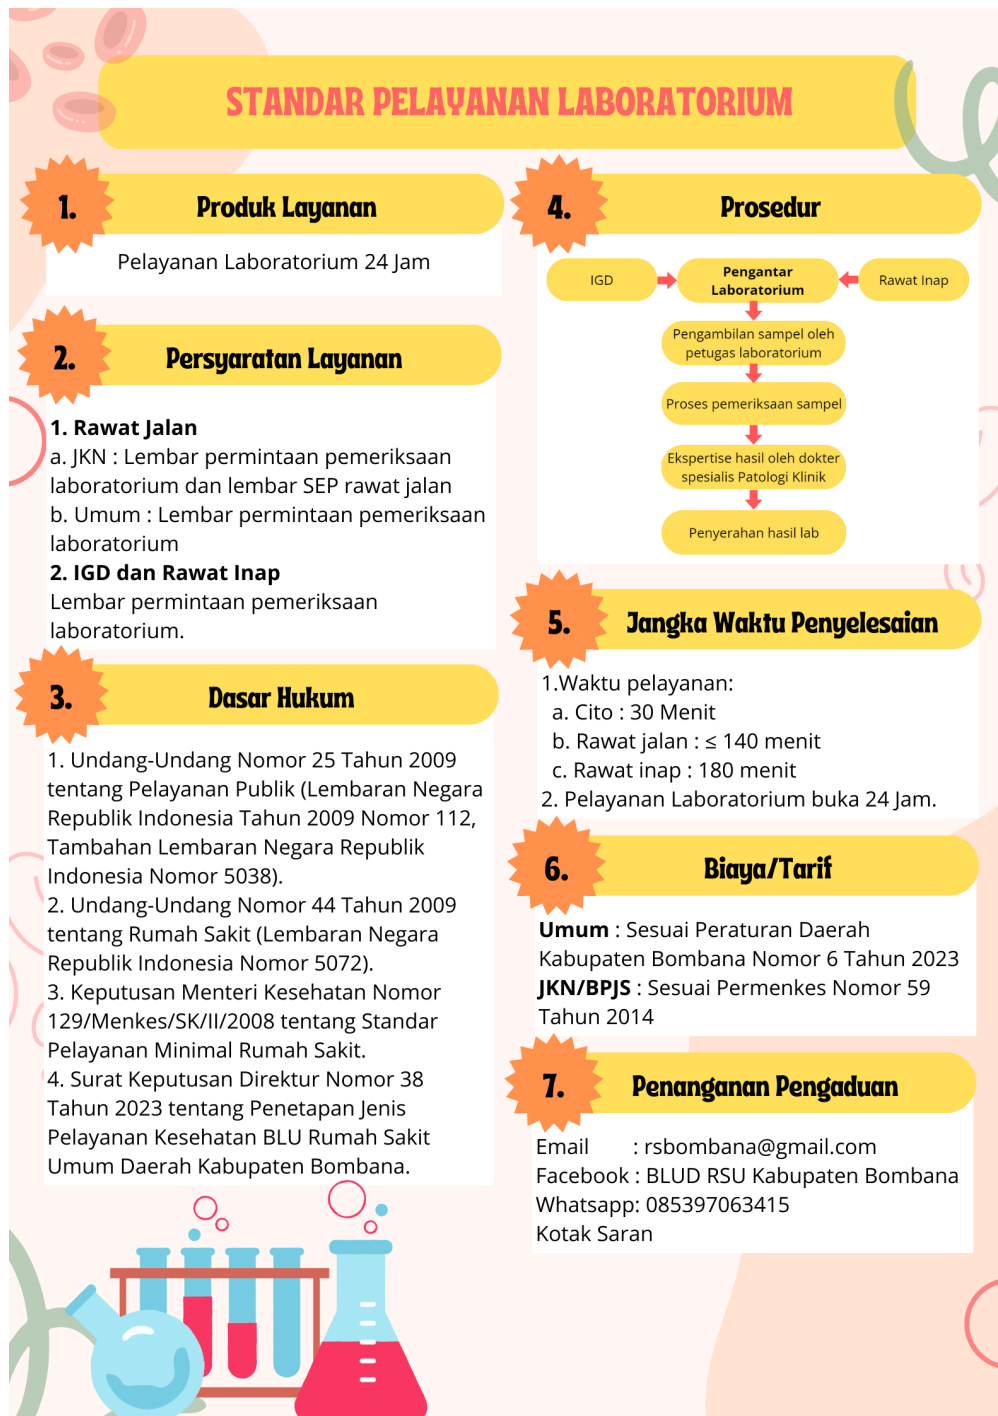 STANDAR PELAYANAN LABORATORIUM
1.
Produk Layanan
Pelayanan Laboratorium 24 Jam
2.
Persyaratan Layanan
1. Rawat Jalan
a. JKN : Lembar permintaan pemeriksaan
laboratorium dan lembar SEP rawat jalan
b. Umum : Lembar permintaan pemeriksaan
laboratorium
2. IGD dan Rawat Inap
Lembar permintaan pemeriksaan
laboratorium.
3.
Dasar Hukum
1. Undang-Undang Nomor 25 Tahun 2009
tentang Pelayanan Publik (Lembaran Negara
Republik Indonesia Tahun 2009 Nomor 112,
Tambahan Lembaran Negara Republik
Indonesia Nomor 5038).
2. Undang-Undang Nomor 44 Tahun 2009
tentang Rumah Sakit (Lembaran Negara
Republik Indonesia Nomor 5072).
3. Keputusan Menteri Kesehatan Nomor
129/Menkes/SK/II/2008 tentang Standar
Pelayanan Minimal Rumah Sakit.
4. Surat Keputusan Direktur Nomor 38
Tahun 2023 tentang Penetapan Jenis
Pelayanan Kesehatan BLU Rumah Sakit
Umum Daerah Kabupaten Bombana.
4.
Prosedur
IGD
Pengantar
Laboratorium
Rawat Inap
Pengambilan sampel oleh
petugas laboratorium
Proses pemeriksaan sampel
Ekspertise hasil oleh dokter
spesialis Patologi Klinik
Penyerahan hasil lab
5.
Jangka Waktu Penyelesaian
1.Waktu pelayanan:
a. Cito : 30 Menit
b. Rawat jalan : ≤ 140 menit
c. Rawat inap : 180 menit
2. Pelayanan Laboratorium buka 24 Jam.
6.
Biaya/Tarif
Umum : Sesuai Peraturan Daerah
Kabupaten Bombana Nomor 6 Tahun 2023
JKN/BPJS : Sesuai Permenkes Nomor 59
Tahun 2014
7.
Penanganan Pengaduan
Email : rsbombana@gmail.com
Facebook : BLUD RSU Kabupaten Bombana
Whatsapp: 085397063415
Kotak Saran